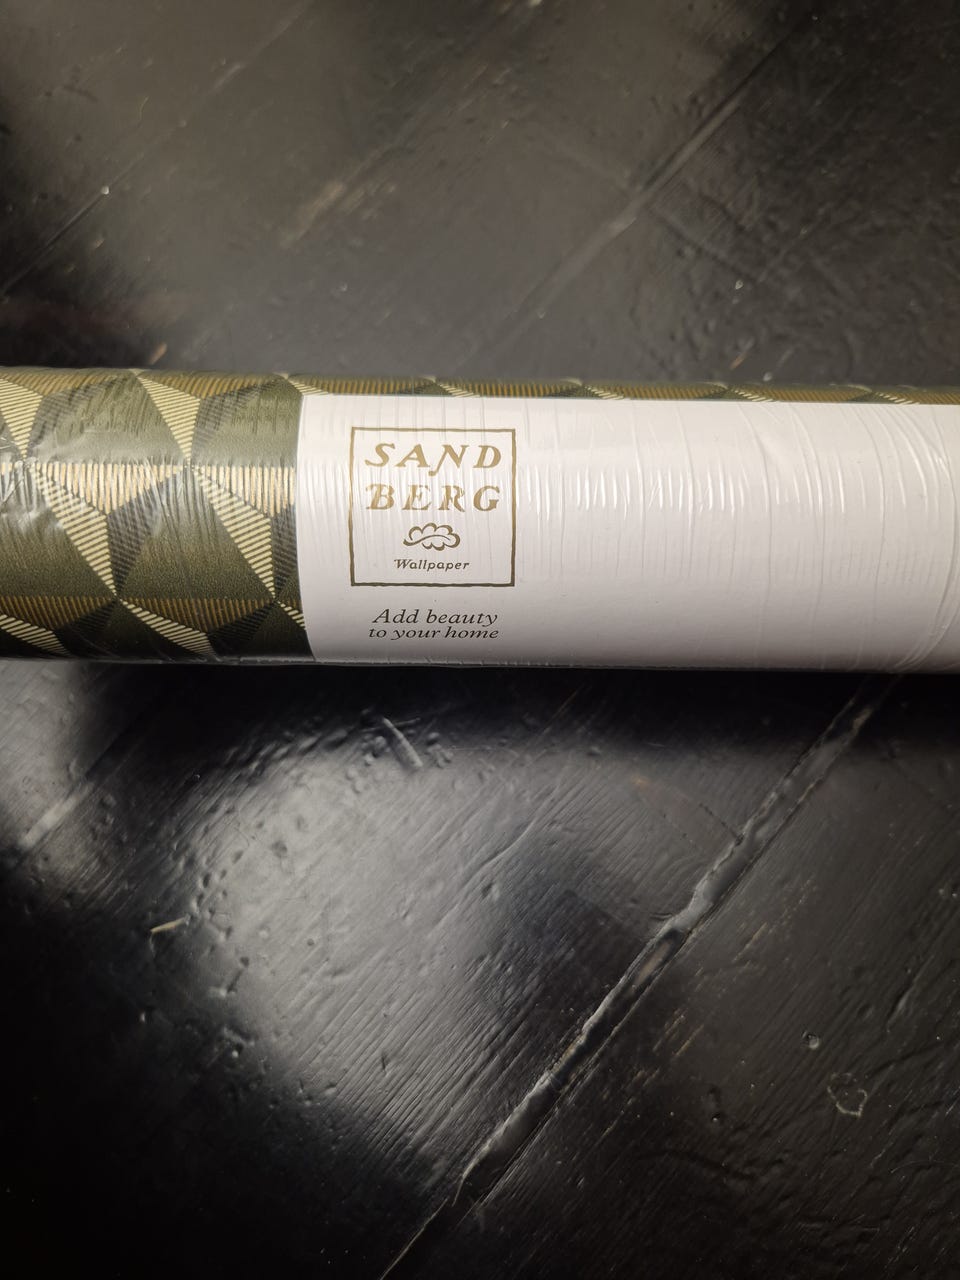 SAND
BERG
Wallpaper
Add beauty
to your home